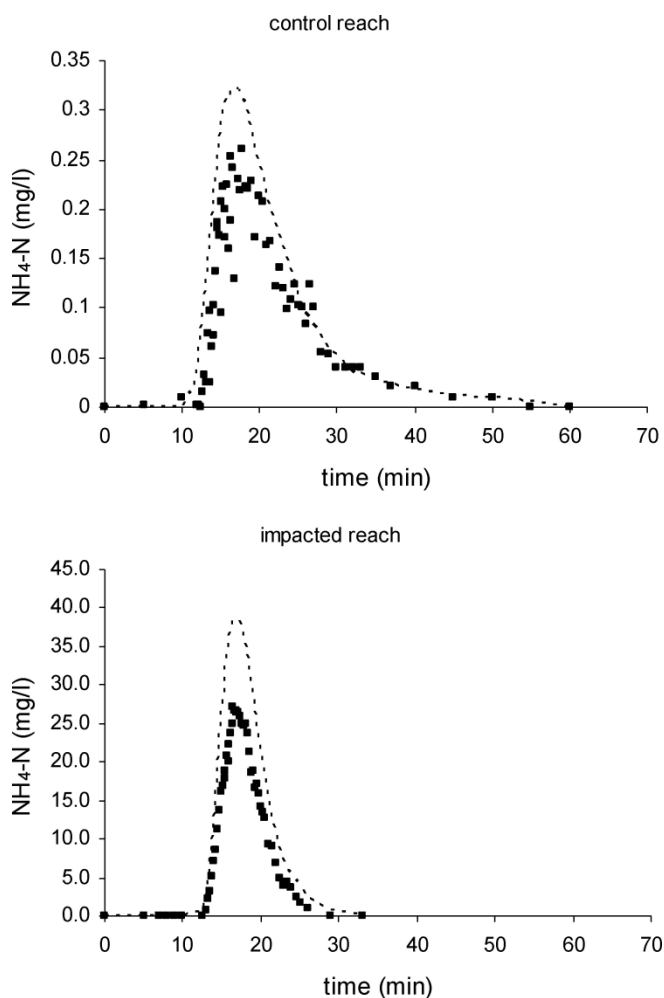 control reach
0.35
0.3
0.25
0.2
0.15
0.1
0.05
0
NH₄-N (mg/l)
0 10 20 30 40 50 60 70
time (min)
impacted reach
45.0
40.0
35.0
30.0
25.0
20.0
15.0
10.0
5.0
0.0
NH₄-N (mg/l)
0 10 20 30 40 50 60 70
time (min)